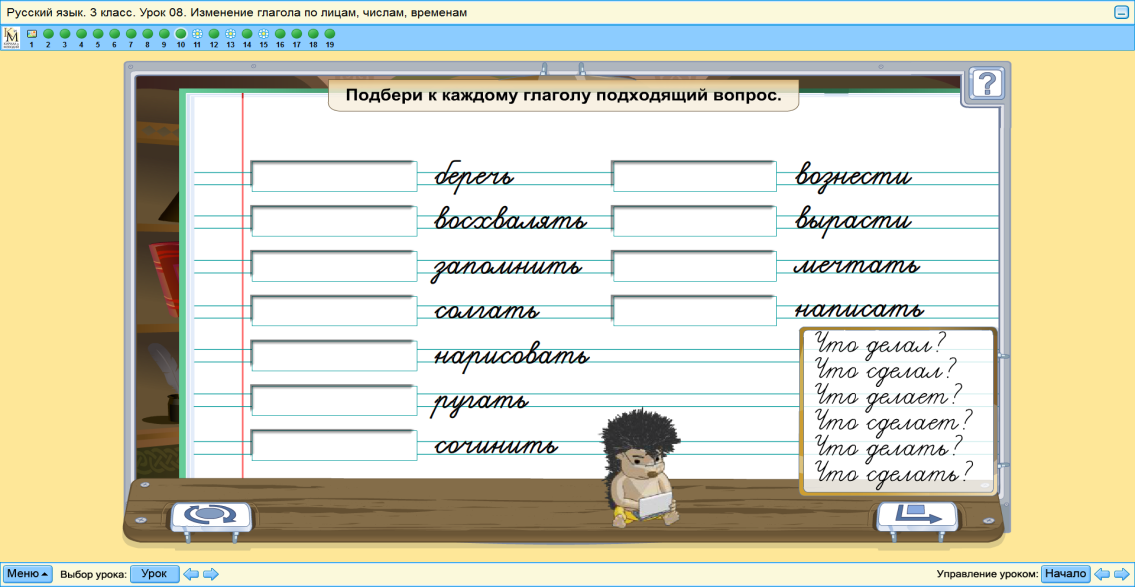 Русский язык. 3 класс. Урок 08. Изменение глагола по лицам, числам, временам
1 2 3 4 5 6 7 8 9 10 11 12 13 14 15 16 17 18 19
Подбери к каждому глаголу подходящий вопрос.
?
беречь вознести
восхвалять вырасти
запомнить мечтать
солгать написать
нарисовать
ругать
сочинить
Что делал?
Что сделал?
Что делает?
Что сделает?
Что делать?
Что сделать?
Меню Выбор урока: Урок Управление уроком: Начало